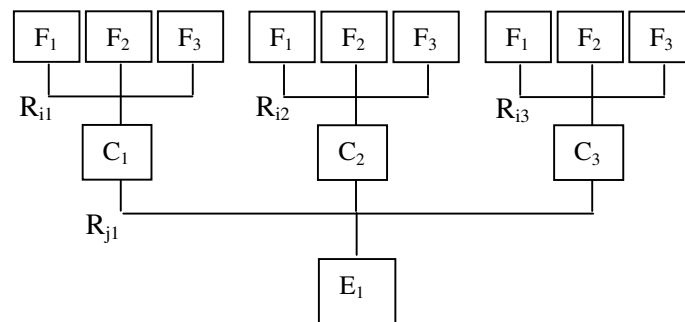 F₁ F₂ F₃ F₁ F₂ F₃ F₁ F₂ F₃
Rᵢ₁ Rᵢ₂ Rᵢ₃
C₁ C₂ C₃
Rⱼ₁
E₁